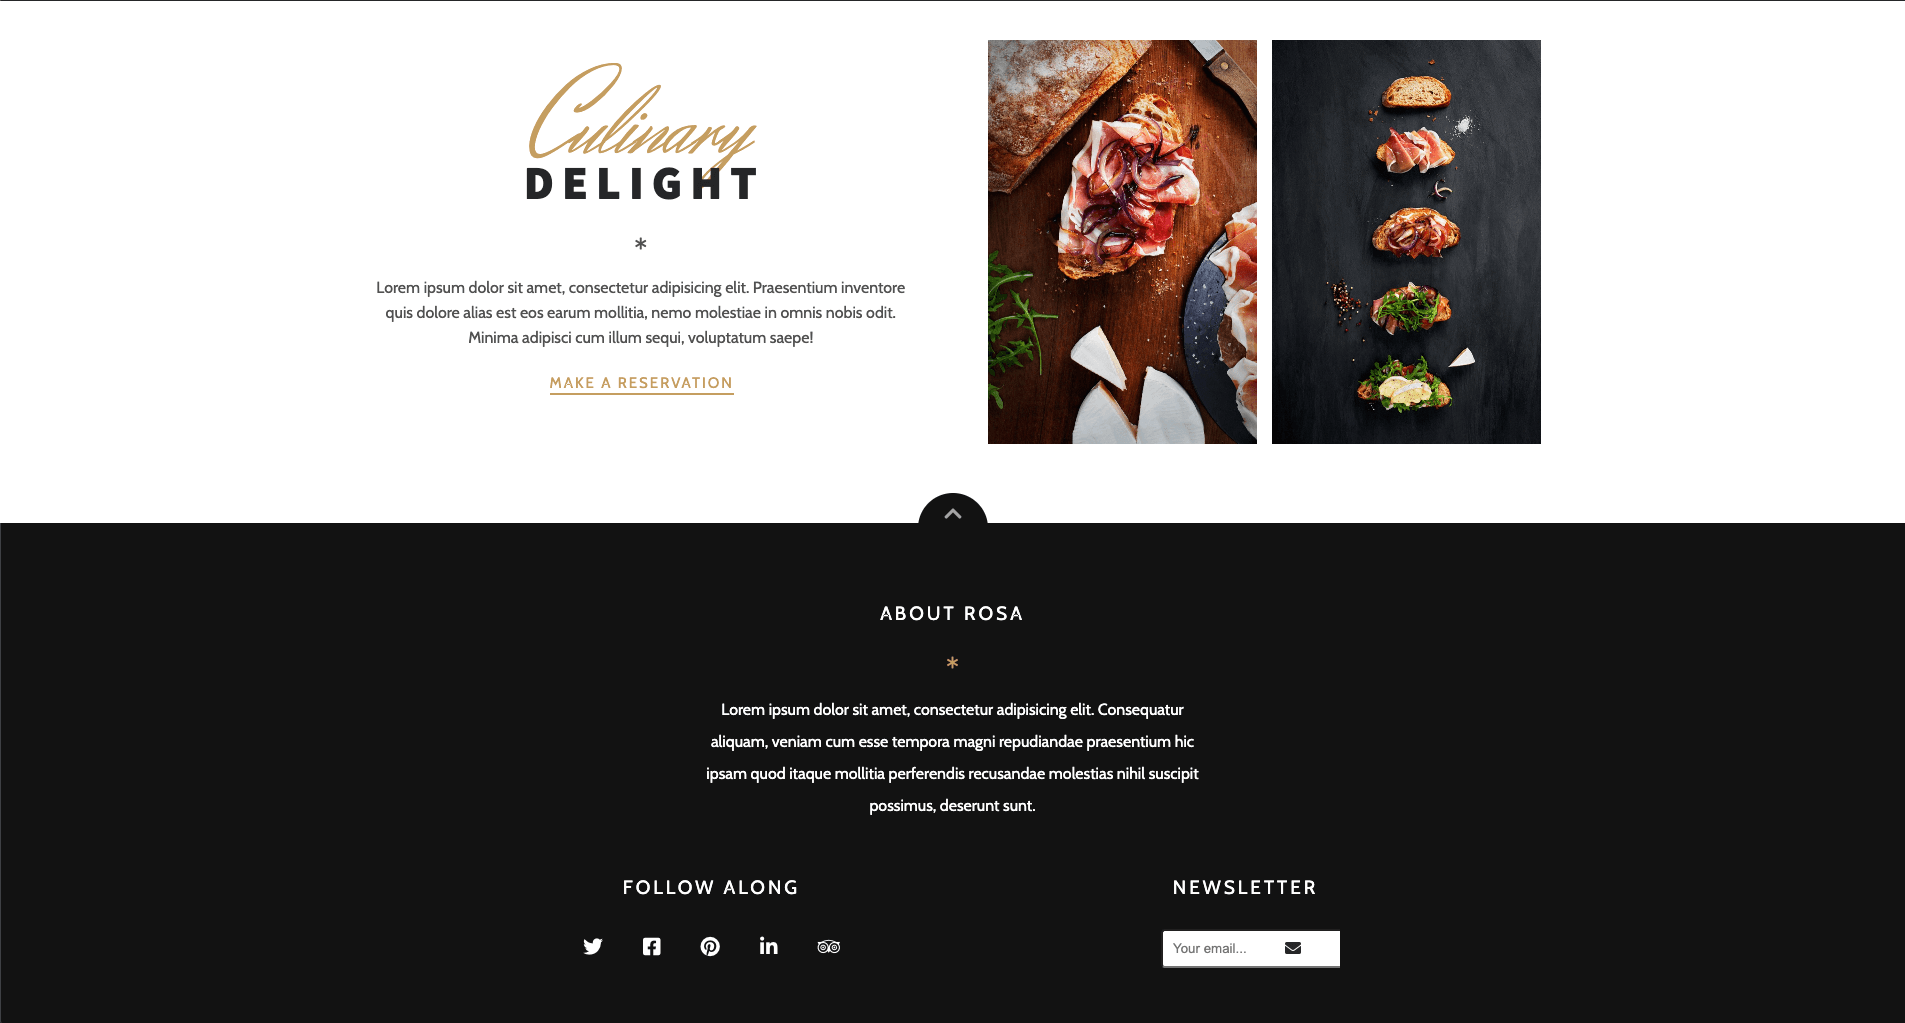 Culinary
DELIGHT
*
Lorem ipsum dolor sit amet, consectetur adipisicing elit. Praesentium inventore
quis dolore alias est eos earum mollitia, nemo molestiae in omnis nobis odit.
Minima adipisci cum illum sequi, voluptatum saepe!
MAKE A RESERVATION
ABOUT ROSA
*
Lorem ipsum dolor sit amet, consectetur adipisicing elit. Consequatur
aliquam, veniam cum esse tempora magni repudiandae praesentium hic
ipsam quod itaque mollitia perferendis recusandae molestias nihil suscipit
possimus, deserunt sunt.
FOLLOW ALONG
NEWSLETTER
Your email...